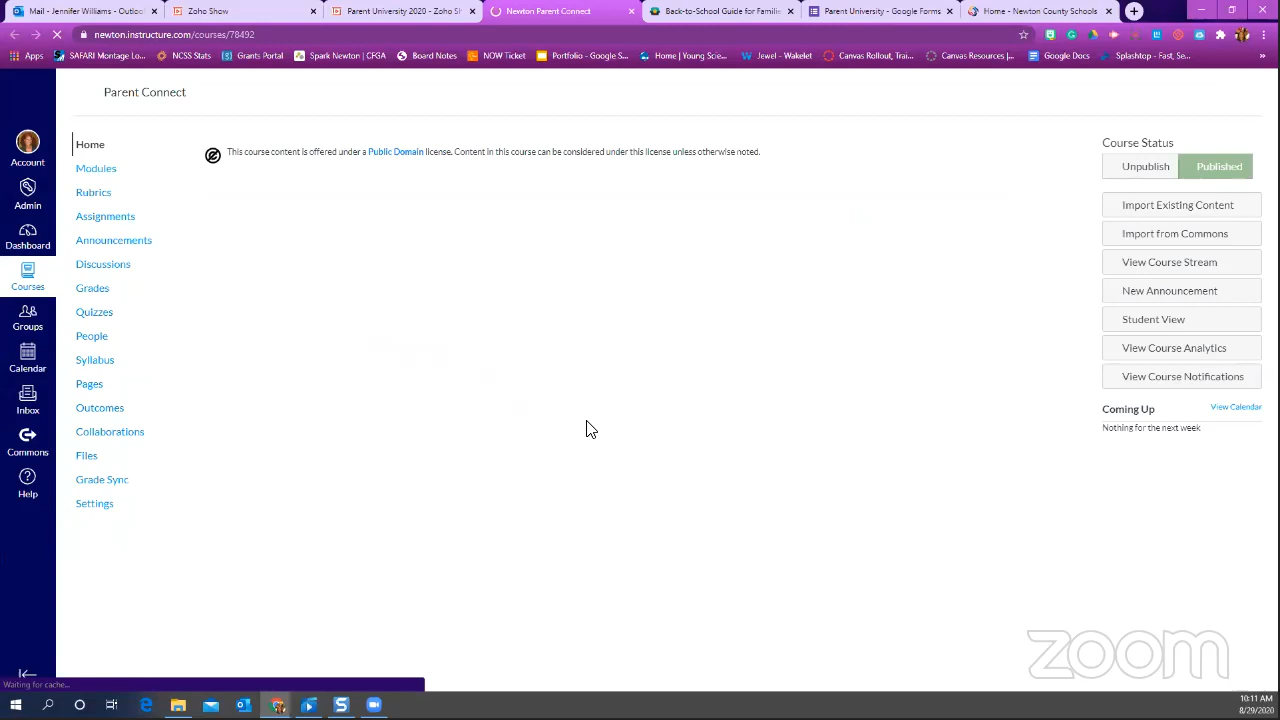 Mail - Jennifer Williams - Outloo
Zoho Show
Parent University 2020 - Zoho Sh
Newton Parent Connect
Back-to-School Guide for Familie
Parent University - Google Forms
Home - Newton County Schools
newton.instructure.com/courses/78492
Apps
SAFARI Montage Lo...
NCSS Stats
Grants Portal
Spark Newton | CFGA
Board Notes
NOW Ticket
Portfolio - Google S...
Home | Young Scie...
Jewel - Wakelet
Canvas Rollout, Trai...
Canvas Resources |...
Google Docs
Splashtop - Fast, Se...
»
Parent Connect
Account
Admin
Dashboard
Courses
Groups
Calendar
Inbox
Commons
Help
Home
Modules
Rubrics
Assignments
Announcements
Discussions
Grades
Quizzes
People
Syllabus
Pages
Outcomes
Collaborations
Files
Grade Sync
Settings
This course content is offered under a Public Domain license. Content in this course can be considered under this license unless otherwise noted.
Course Status
Unpublish
Published
Import Existing Content
Import from Commons
View Course Stream
New Announcement
Student View
View Course Analytics
View Course Notifications
Coming Up
View Calendar
Nothing for the next week
zoom
Waiting for cache...
10:11 AM
8/29/2020